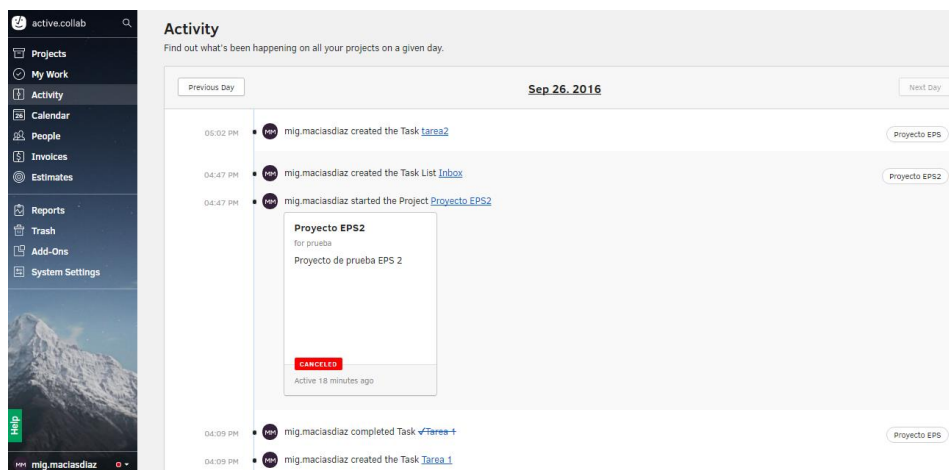 active.collab
Projects
My Work
Activity
26 Calendar
People
Invoices
Estimates
Reports
Trash
Add-Ons
System Settings
Help
MM mig.maciasdiaz
Activity
Find out what's been happening on all your projects on a given day.
Previous Day
Sep 26. 2016
Next Day
05:02 PM MM mig.maciasdiaz created the Task tarea2 Proyecto EPS
04:47 PM MM mig.maciasdiaz created the Task List Inbox Proyecto EPS2
04:47 PM MM mig.maciasdiaz started the Project Proyecto EPS2
Proyecto EPS2
for prueba
Proyecto de prueba EPS 2
CANCELED
Active 18 minutes ago
04:09 PM MM mig.maciasdiaz completed Task ✓Tarea 1 Proyecto EPS
04:09 PM MM mig.maciasdiaz created the Task Tarea 1